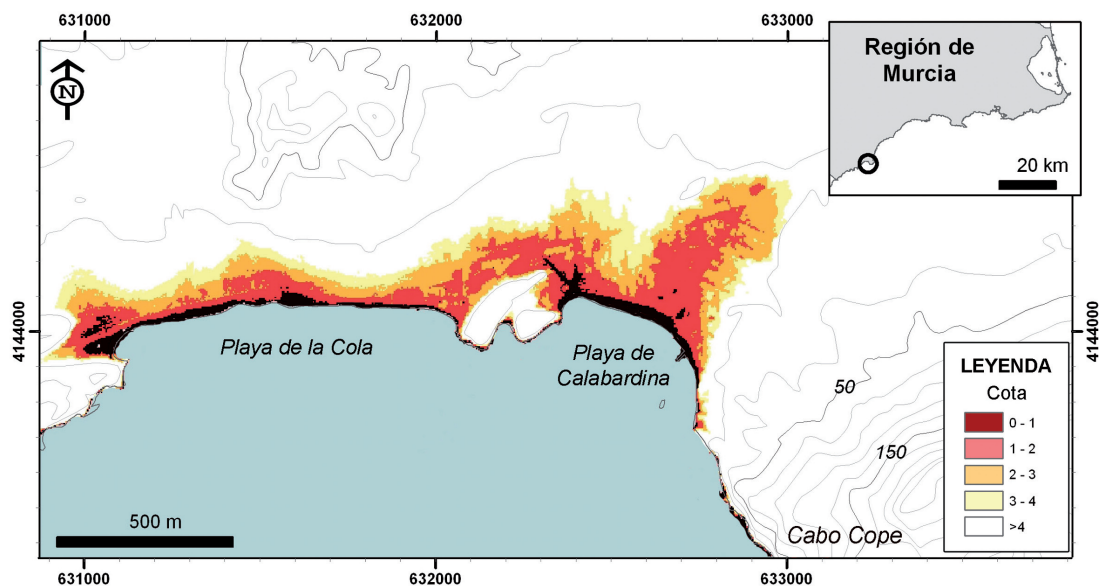 631000
632000
633000
N
Región de
Murcia
20 km
4144000
4144000
Playa de la Cola
Playa de
Calabardina
LEYENDA
Cota
0 - 1
1 - 2
2 - 3
3 - 4
>4
50
150
500 m
Cabo Cope
631000
632000
633000